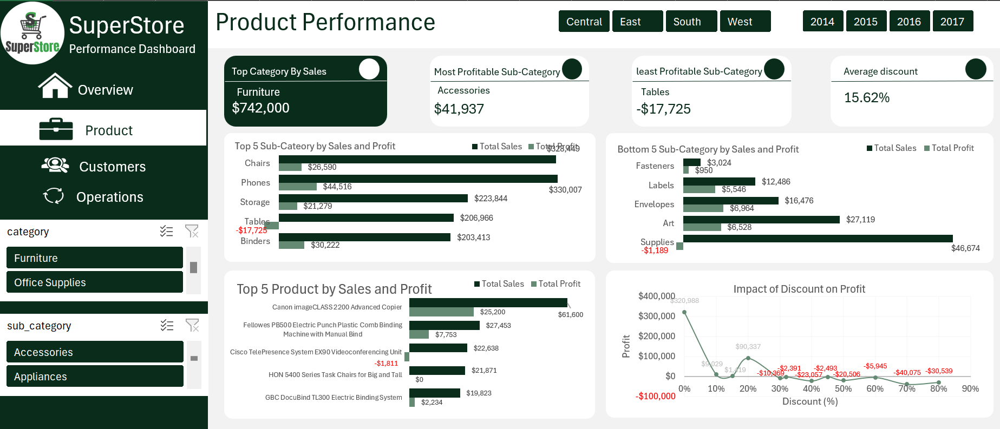 SuperStore
SuperStore
Performance Dashboard
Overview
Product
Customers
Operations
category
Furniture
Office Supplies
sub_category
Accessories
Appliances
Product Performance
Central East South West
2014 2015 2016 2017
Top Category By Sales
Furniture
$742,000
Most Profitable Sub-Category
Accessories
$41,937
least Profitable Sub-Category
Tables
-$17,725
Average discount
15.62%
Top 5 Sub-Cateory by Sales and Profit
Total Sales Total Profit
$328,449
Chairs
$26,590
Phones
$44,516
$330,007
Storage
$223,844
$21,279
Tables
$206,966
-$17,725
Binders
$203,413
$30,222
Bottom 5 Sub-Category by Sales and Profit
Total Sales Total Profit
Fasteners
$3,024
$950
Labels
$12,486
$5,546
Envelopes
$16,476
$6,964
Art
$27,119
$6,528
Supplies
-$1,189
$46,674
Top 5 Product by Sales and Profit
Total Sales Total Profit
Canon imageCLASS 2200 Advanced Copier
$25,200
$61,600
Fellowes PB500 Electric Punch Plastic Comb Binding
Machine with Manual Bind
$27,453
$7,753
Cisco TelePresence System EX90 Videoconferencing Unit
$22,638
-$1,811
HON 5400 Series Task Chairs for Big and Tall
$21,871
$0
GBC DocuBind TL300 Electric Binding System
$19,823
$2,234
Impact of Discount on Profit
Profit
$400,000
$300,000
$200,000
$100,000
$0
-$100,000
$320,988
$9,029
$1,419
$90,337
-$10,369
-$2,391
-$23,057
-$2,493
-$20,506
-$5,945
-$40,075
-$30,539
0% 10% 20% 30% 40% 50% 60% 70% 80% 90%
Discount (%)